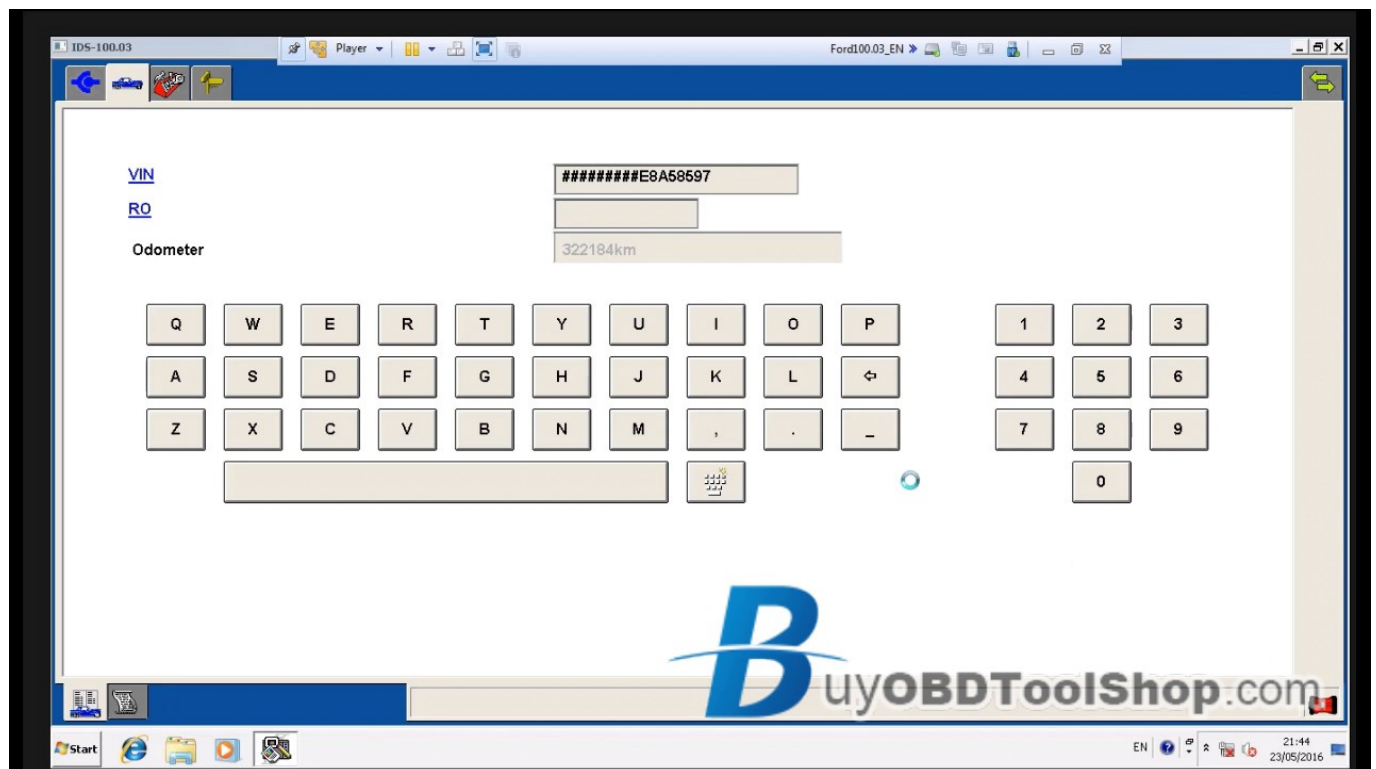 IDS-100.03 Player Ford100.03_EN
VIN #########E8A58597
RO
Odometer 322184km
Q W E R T Y U I O P 1 2 3
A S D F G H J K L 4 5 6
Z X C V B N M , . _ 7 8 9
0
BuyOBDToolShop.com
Start EN 21:44
23/05/2016